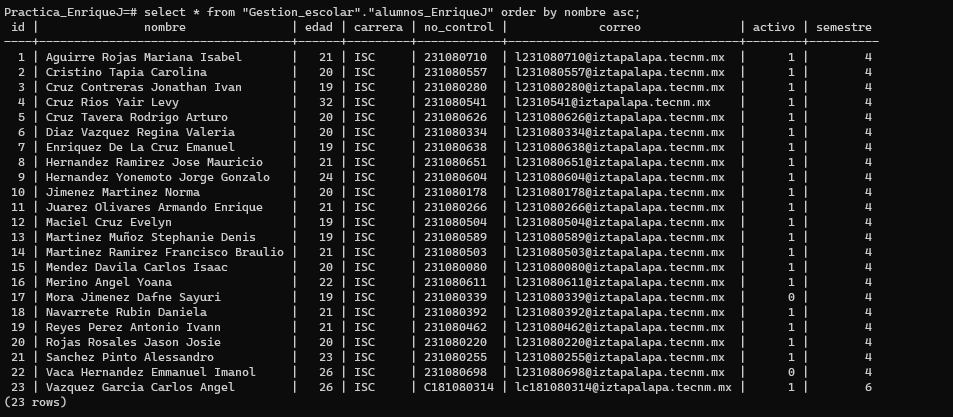 Practica_EnriqueJ=# select * from "Gestion_escolar"."alumnos_EnriqueJ" order by nombre asc;
 id |             nombre              | edad | carrera | no_control |             correo             | activo | semestre
----+---------------------------------+------+---------+------------+--------------------------------+--------+----------
  1 | Aguirre Rojas Mariana Isabel    |   21 | ISC     | 231080710  | l231080710@iztapalapa.tecnm.mx |      1 |        4
  2 | Cristino Tapia Carolina         |   20 | ISC     | 231080557  | l231080557@iztapalapa.tecnm.mx |      1 |        4
  3 | Cruz Contreras Jonathan Ivan    |   19 | ISC     | 231080280  | l231080280@iztapalapa.tecnm.mx |      1 |        4
  4 | Cruz Rios Yair Levy             |   32 | ISC     | 231080541  | l2310541@iztapalapa.tecnm.mx   |      1 |        4
  5 | Cruz Tavera Rodrigo Arturo      |   20 | ISC     | 231080626  | l231080626@iztapalapa.tecnm.mx |      1 |        4
  6 | Diaz Vazquez Regina Valeria     |   20 | ISC     | 231080334  | l231080334@iztapalapa.tecnm.mx |      1 |        4
  7 | Enriquez De La Cruz Emanuel     |   19 | ISC     | 231080638  | l231080638@iztapalapa.tecnm.mx |      1 |        4
  8 | Hernandez Ramirez Jose Mauricio |   21 | ISC     | 231080651  | l231080651@iztapalapa.tecnm.mx |      1 |        4
  9 | Hernandez Yonemoto Jorge Gonzalo |   24 | ISC     | 231080604  | l231080604@iztapalapa.tecnm.mx |      1 |        4
 10 | Jimenez Martinez Norma          |   20 | ISC     | 231080178  | l231080178@iztapalapa.tecnm.mx |      1 |        4
 11 | Juarez Olivares Armando Enrique |   21 | ISC     | 231080266  | l231080266@iztapalapa.tecnm.mx |      1 |        4
 12 | Maciel Cruz Evelyn              |   19 | ISC     | 231080504  | l231080504@iztapalapa.tecnm.mx |      1 |        4
 13 | Martinez Muñoz Stephanie Denis  |   19 | ISC     | 231080589  | l231080589@iztapalapa.tecnm.mx |      1 |        4
 14 | Martinez Ramirez Francisco Braulio |   21 | ISC     | 231080503  | l231080503@iztapalapa.tecnm.mx |      1 |        4
 15 | Mendez Davila Carlos Isaac      |   20 | ISC     | 231080080  | l231080080@iztapalapa.tecnm.mx |      1 |        4
 16 | Merino Angel Yoana              |   22 | ISC     | 231080611  | l231080611@iztapalapa.tecnm.mx |      1 |        4
 17 | Mora Jimenez Dafne Sayuri       |   19 | ISC     | 231080339  | l231080339@iztapalapa.tecnm.mx |      0 |        4
 18 | Navarrete Rubin Daniela         |   21 | ISC     | 231080392  | l231080392@iztapalapa.tecnm.mx |      1 |        4
 19 | Reyes Perez Antonio Ivann       |   21 | ISC     | 231080462  | l231080462@iztapalapa.tecnm.mx |      1 |        4
 20 | Rojas Rosales Jason Josie       |   20 | ISC     | 231080220  | l231080220@iztapalapa.tecnm.mx |      1 |        4
 21 | Sanchez Pinto Alessandro        |   23 | ISC     | 231080255  | l231080255@iztapalapa.tecnm.mx |      1 |        4
 22 | Vaca Hernandez Emmanuel Imanol  |   26 | ISC     | 231080698  | l231080698@iztapalapa.tecnm.mx |      0 |        4
 23 | Vazquez Garcia Carlos Angel     |   26 | ISC     | C181080314 | lc181080314@iztapalapa.tecnm.mx |      1 |        6
(23 rows)